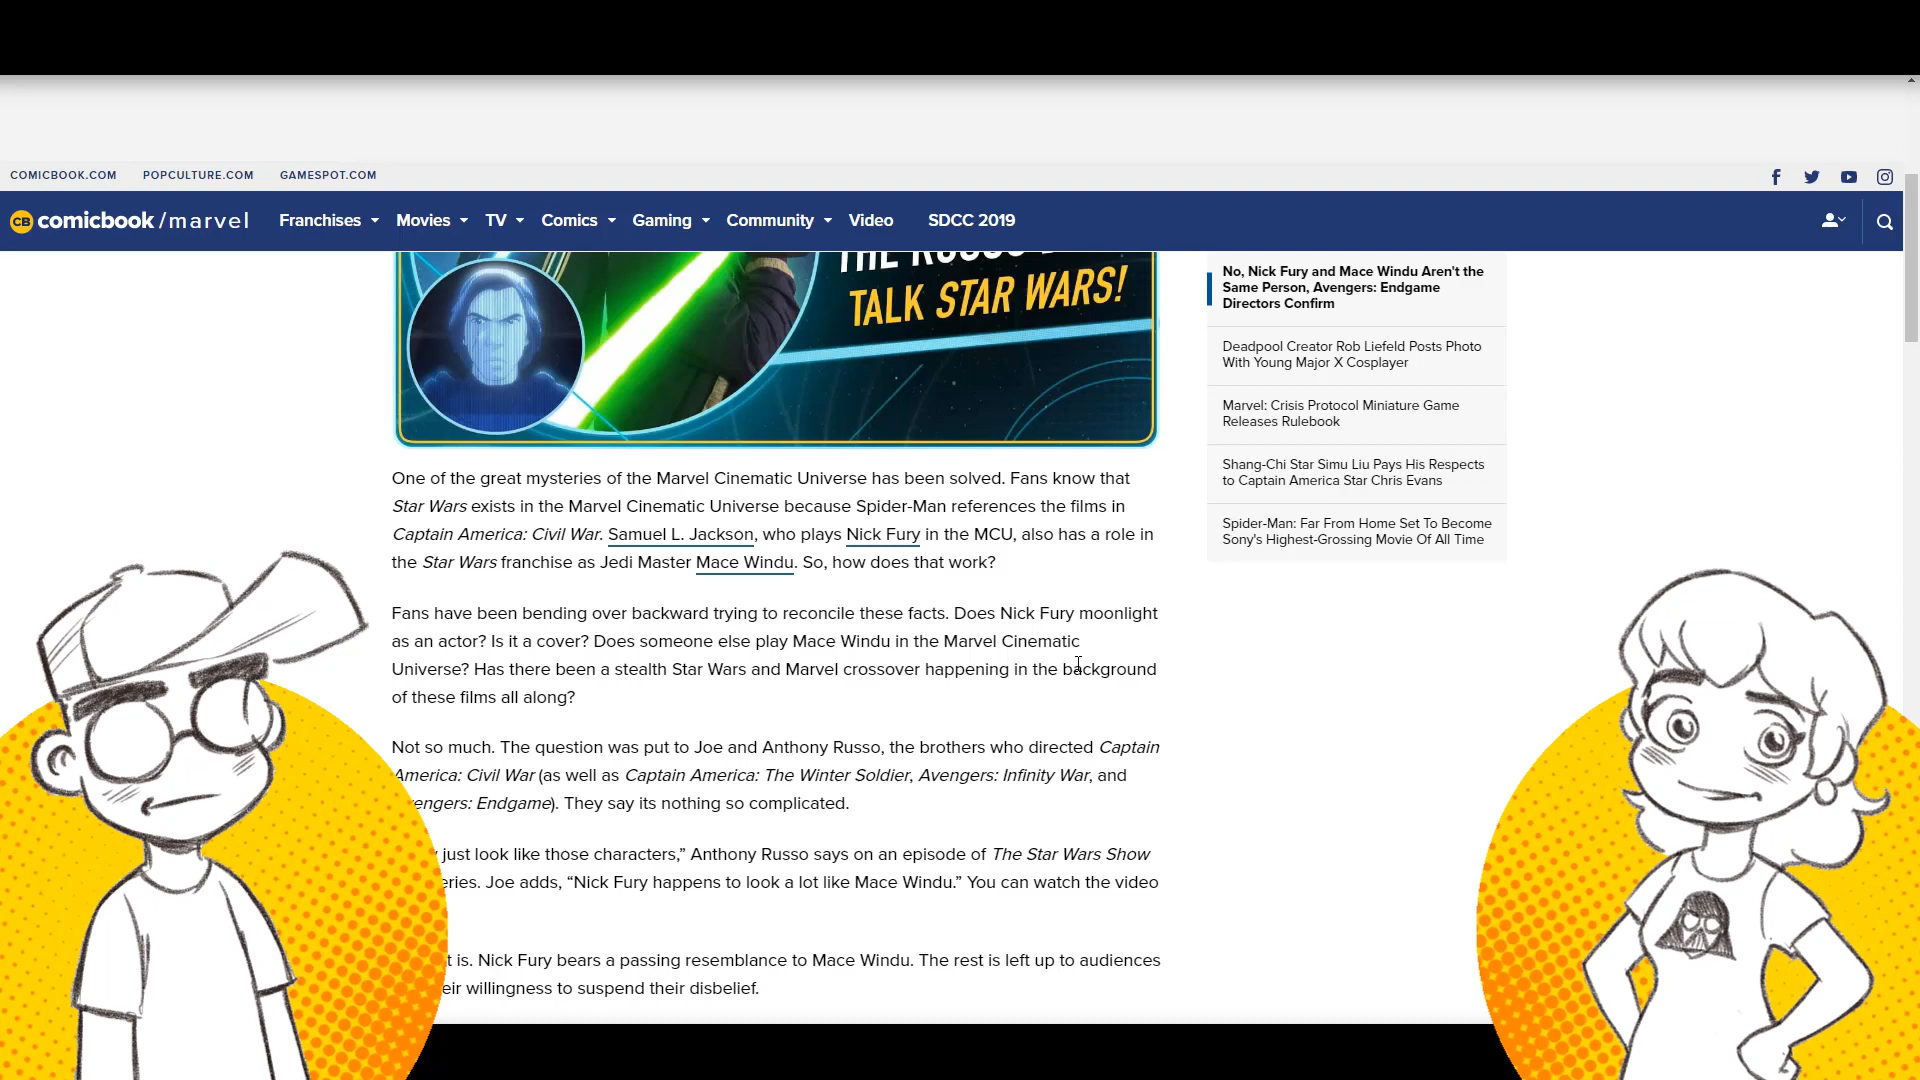 COMICBOOK.COM POPCULTURE.COM GAMESPOT.COM
CB comicbook /marvel Franchises Movies TV Comics Gaming Community Video SDCC 2019
TALK STAR WARS!
One of the great mysteries of the Marvel Cinematic Universe has been solved. Fans know that
Star Wars exists in the Marvel Cinematic Universe because Spider-Man references the films in
Captain America: Civil War. Samuel L. Jackson, who plays Nick Fury in the MCU, also has a role in
the Star Wars franchise as Jedi Master Mace Windu. So, how does that work?
Fans have been bending over backward trying to reconcile these facts. Does Nick Fury moonlight
as an actor? Is it a cover? Does someone else play Mace Windu in the Marvel Cinematic
Universe? Has there been a stealth Star Wars and Marvel crossover happening in the background
of these films all along?
Not so much. The question was put to Joe and Anthony Russo, the brothers who directed Captain
America: Civil War (as well as Captain America: The Winter Soldier, Avengers: Infinity War, and
engers: Endgame). They say its nothing so complicated.
just look like those characters,” Anthony Russo says on an episode of The Star Wars Show
eries. Joe adds, “Nick Fury happens to look a lot like Mace Windu.” You can watch the video
t is. Nick Fury bears a passing resemblance to Mace Windu. The rest is left up to audiences
eir willingness to suspend their disbelief.
No, Nick Fury and Mace Windu Aren't the
Same Person, Avengers: Endgame
Directors Confirm
Deadpool Creator Rob Liefeld Posts Photo
With Young Major X Cosplayer
Marvel: Crisis Protocol Miniature Game
Releases Rulebook
Shang-Chi Star Simu Liu Pays His Respects
to Captain America Star Chris Evans
Spider-Man: Far From Home Set To Become
Sony's Highest-Grossing Movie Of All Time